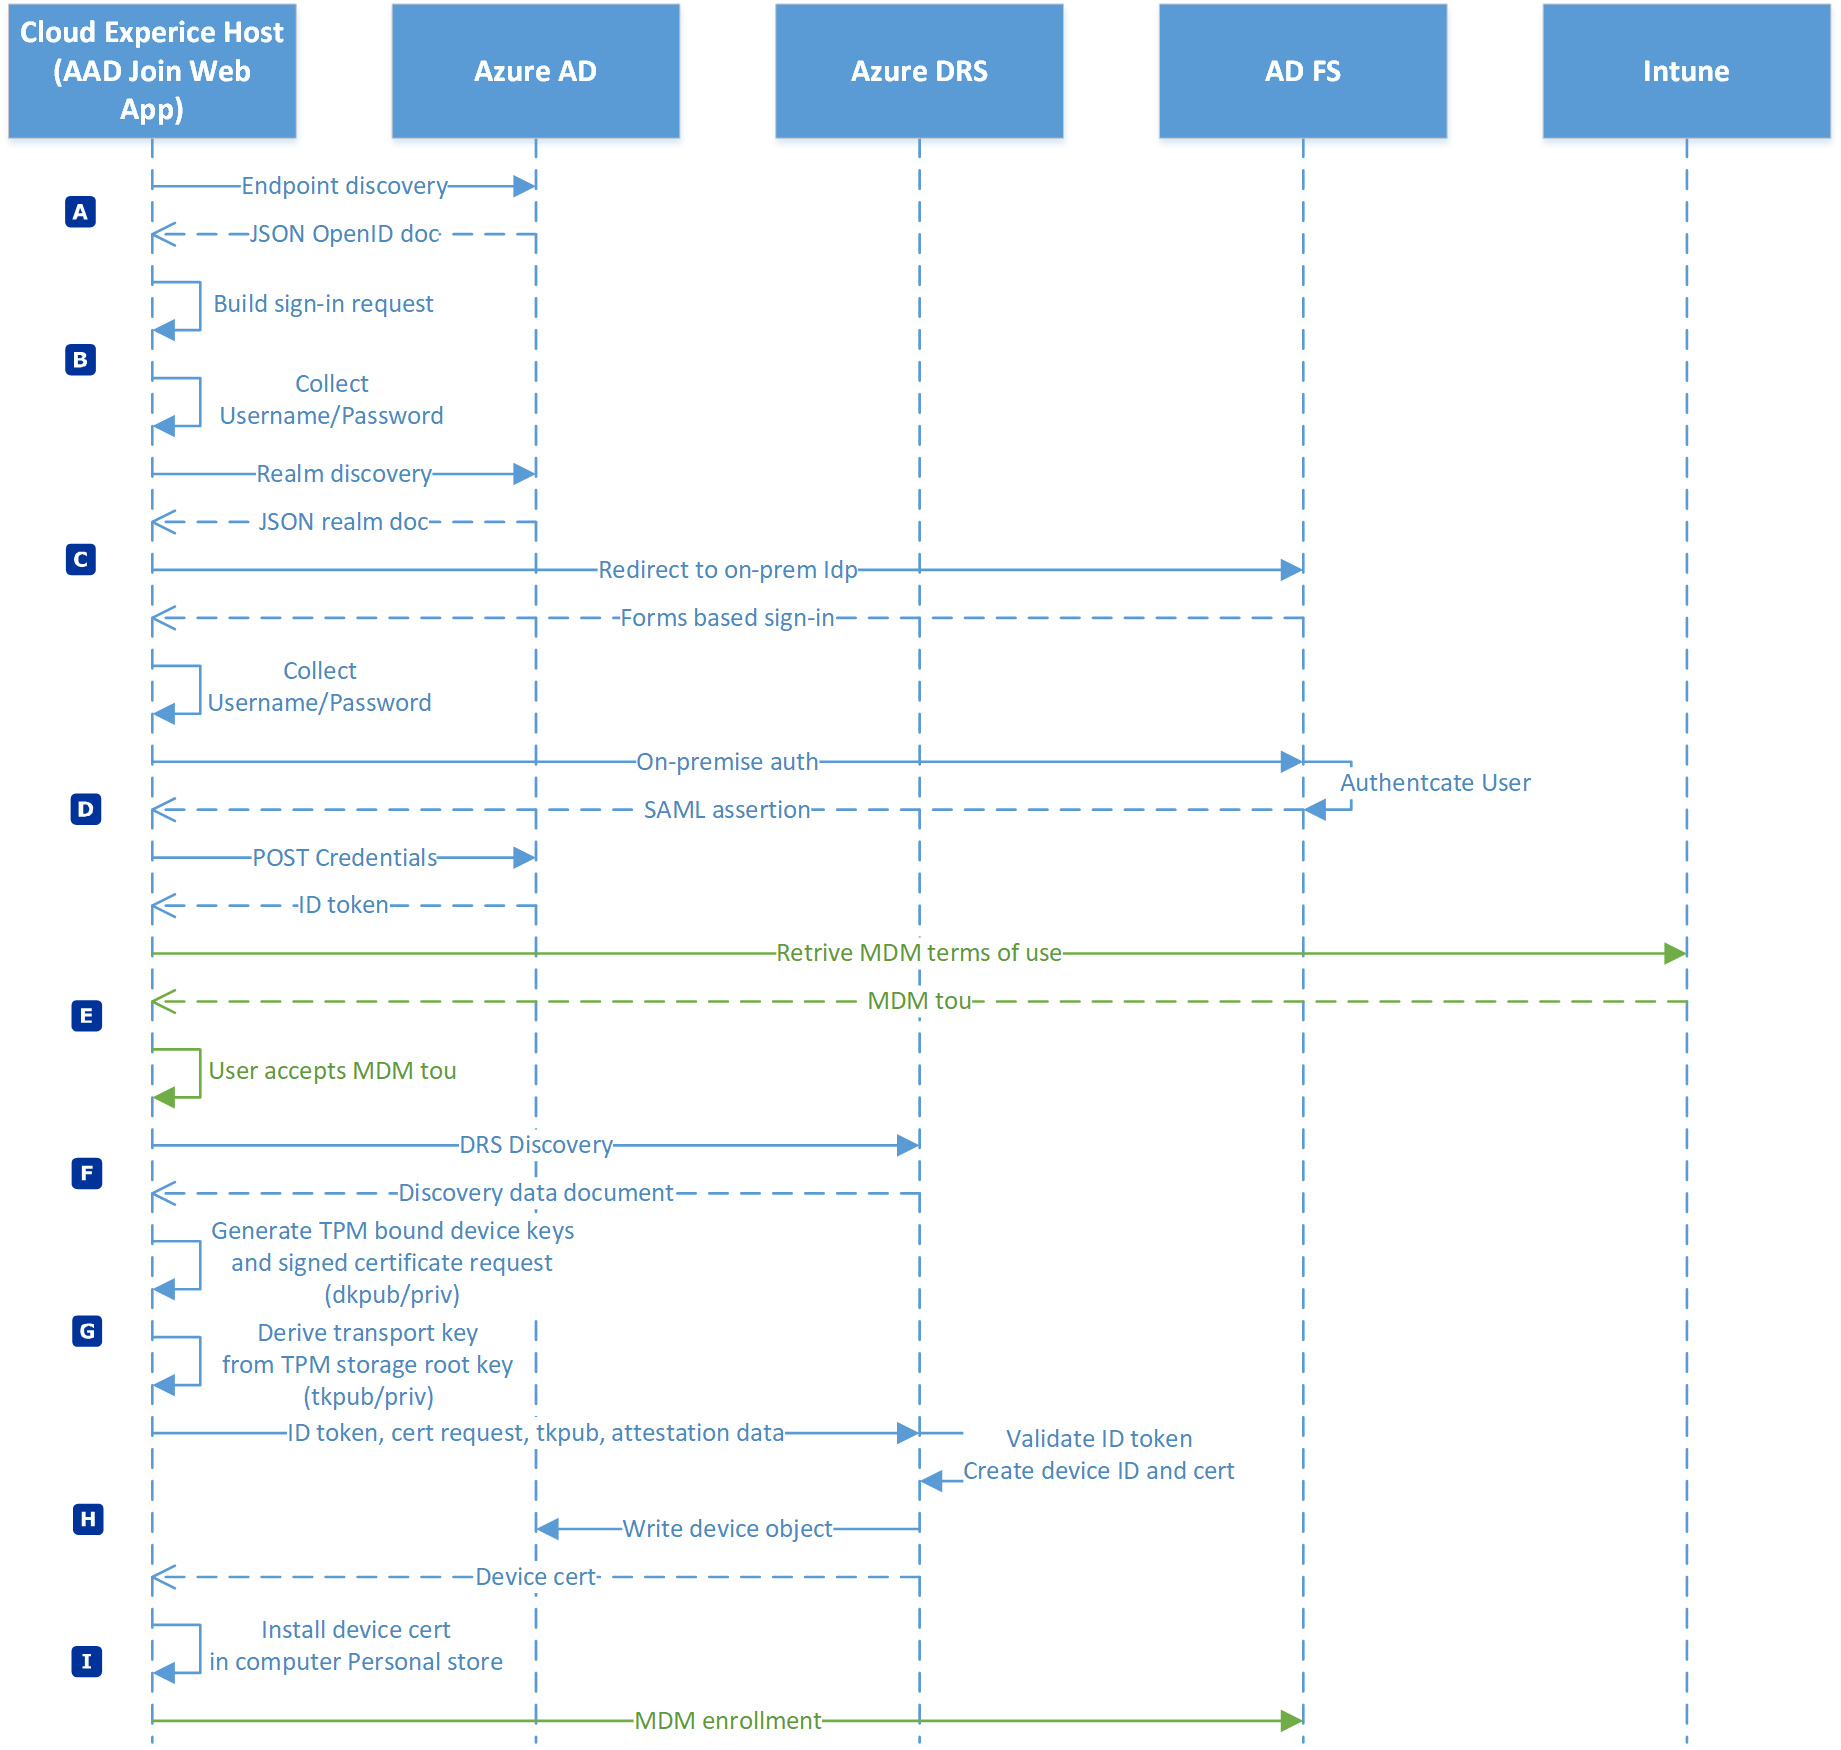 Cloud Experice Host
(AAD Join Web
App)
Azure AD
Azure DRS
AD FS
Intune
Endpoint discovery
A
JSON OpenID doc
Build sign-in request
B
Collect
Username/Password
Realm discovery
JSON realm doc
C
Redirect to on-prem Idp
Forms based sign-in
Collect
Username/Password
On-premise auth
Authentcate User
D
SAML assertion
POST Credentials
ID token
Retrive MDM terms of use
MDM tou
E
User accepts MDM tou
DRS Discovery
F
Discovery data document
Generate TPM bound device keys
and signed certificate request
(dkpub/priv)
G
Derive transport key
from TPM storage root key
(tkpub/priv)
ID token, cert request, tkpub, attestation data
Validate ID token
Create device ID and cert
H
Write device object
Device cert
Install device cert
in computer Personal store
I
MDM enrollment